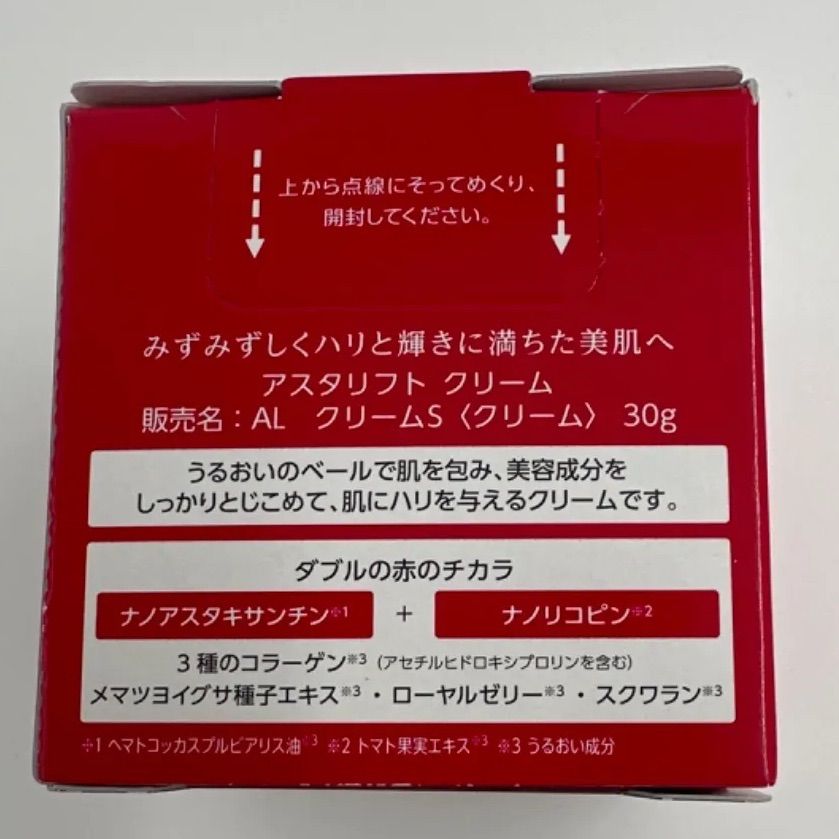 上から点線にそってめくり、
開封してください。
みずみずしくハリと輝きに満ちた美肌へ
アスタリフト クリーム
販売名：AL クリームS〈クリーム〉 30g
うるおいのベールで肌を包み、美容成分を
しっかりとじこめて、肌にハリを与えるクリームです。
ダブルの赤のチカラ
ナノアスタキサンチン※1 + ナノリコピン※2
3種のコラーゲン※3 (アセチルヒドロキシプロリンを含む)
メマツヨイグサ種子エキス※3・ローヤルゼリー※3・スクワラン※3
※1 ヘマトコッカスプルビアリス油※3 ※2 トマト果実エキス※3 ※3 うるおい成分